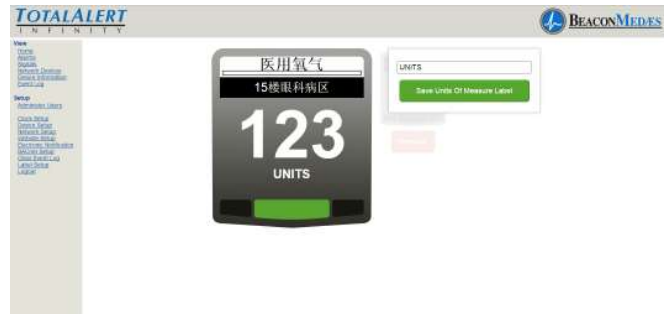 TOTALALERT
INFINITY
BEACONMEDÆS
View
Home
Alarms
Signals
Network Devices
Device Information
Event Log
Setup
Administer Users
Clock Setup
Device Setup
Network Setup
Website Setup
Electronic Notification
BACnet Setup
Clear Event Log
Label Setup
Logout
医用氧气
15楼眼科病区
123
UNITS
UNITS
Save Units Of Measure Label